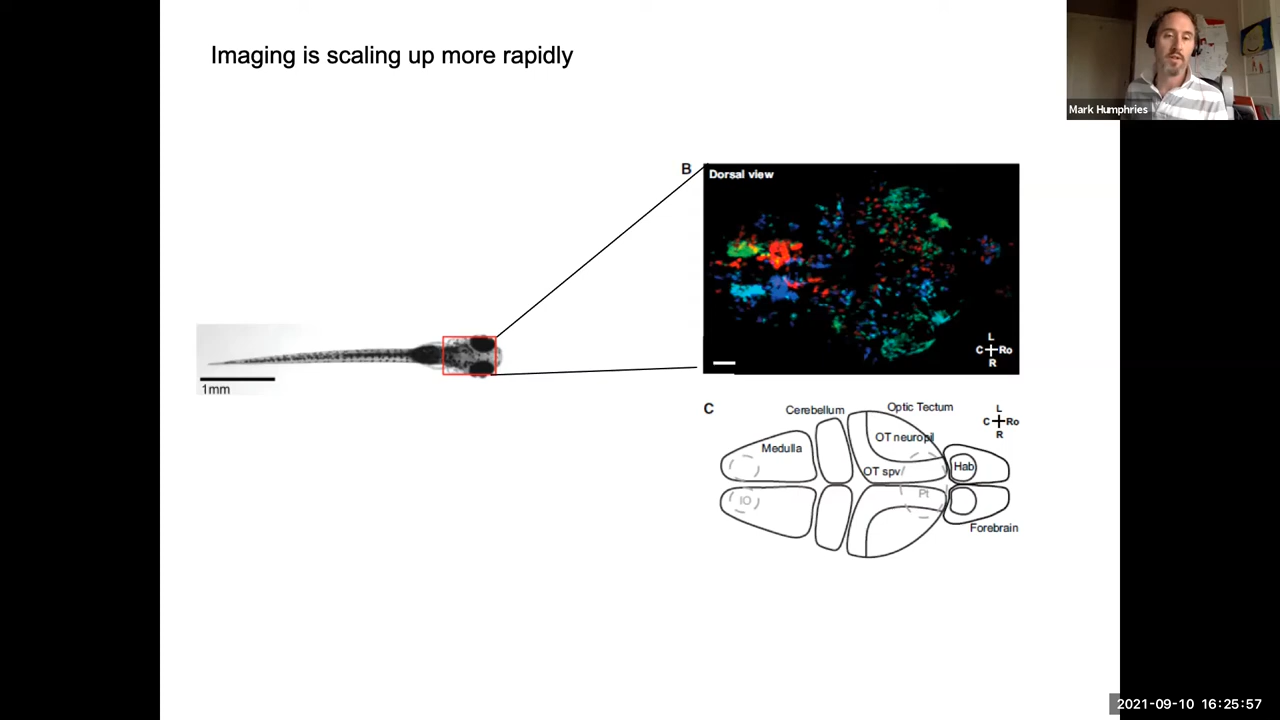 Imaging is scaling up more rapidly
Mark Humphries
B
Dorsal view
L
C Ro
R
1mm
C
Cerebellum
Optic Tectum
L
C Ro
R
OT neuropil
Medulla
Hab
OT spv
IO
Pt
Forebrain
2021-09-10 16:25:57